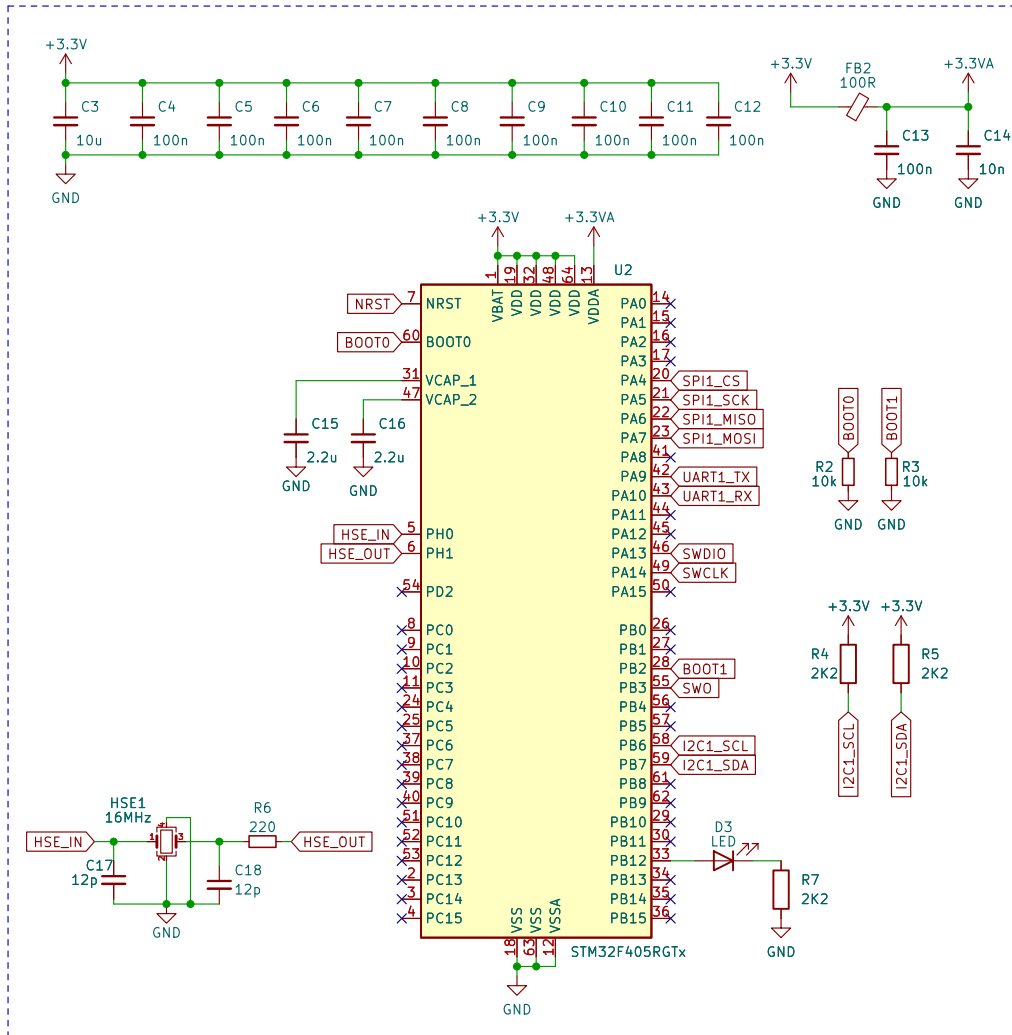 +3.3V
C3
C4
C5
C6
C7
C8
C9
C10
C11
C12
10u
100n
100n
100n
100n
100n
100n
100n
100n
100n
GND
+3.3V
FB2
100R
+3.3VA
C13
100n
C14
10n
GND
GND
+3.3V
+3.3VA
U2
1
19
32
48
64
13
VBAT
VDD
VDD
VDD
VDD
VDDA
NRST
7
NRST
BOOT0
60
BOOT0
31
VCAP_1
47
VCAP_2
C15
2.2u
C16
2.2u
GND
GND
HSE_IN
5
PH0
HSE_OUT
6
PH1
54
PD2
8
PC0
9
PC1
10
PC2
11
PC3
24
PC4
25
PC5
37
PC6
38
PC7
39
PC8
40
PC9
51
PC10
52
PC11
53
PC12
2
PC13
3
PC14
4
PC15
PA0
14
PA1
15
PA2
16
PA3
17
PA4
20
SPI1_CS
PA5
21
SPI1_SCK
PA6
22
SPI1_MISO
PA7
23
SPI1_MOSI
PA8
41
PA9
42
UART1_TX
PA10
43
UART1_RX
PA11
44
PA12
45
PA13
46
SWDIO
PA14
49
SWCLK
PA15
50
PB0
26
PB1
27
PB2
28
BOOT1
PB3
55
SWO
PB4
56
PB5
57
PB6
58
I2C1_SCL
PB7
59
I2C1_SDA
PB8
61
PB9
62
PB10
29
PB11
30
PB12
33
PB13
34
PB14
35
PB15
36
VSS
VSS
VSSA
18
63
12
STM32F405RGTx
GND
BOOT0
BOOT1
R2
10k
R3
10k
GND
GND
+3.3V
+3.3V
R4
2K2
R5
2K2
I2C1_SCL
I2C1_SDA
HSE1
16MHz
HSE_IN
1
4
2
3
R6
220
HSE_OUT
C17
12p
C18
12p
GND
D3
LED
R7
2K2
GND